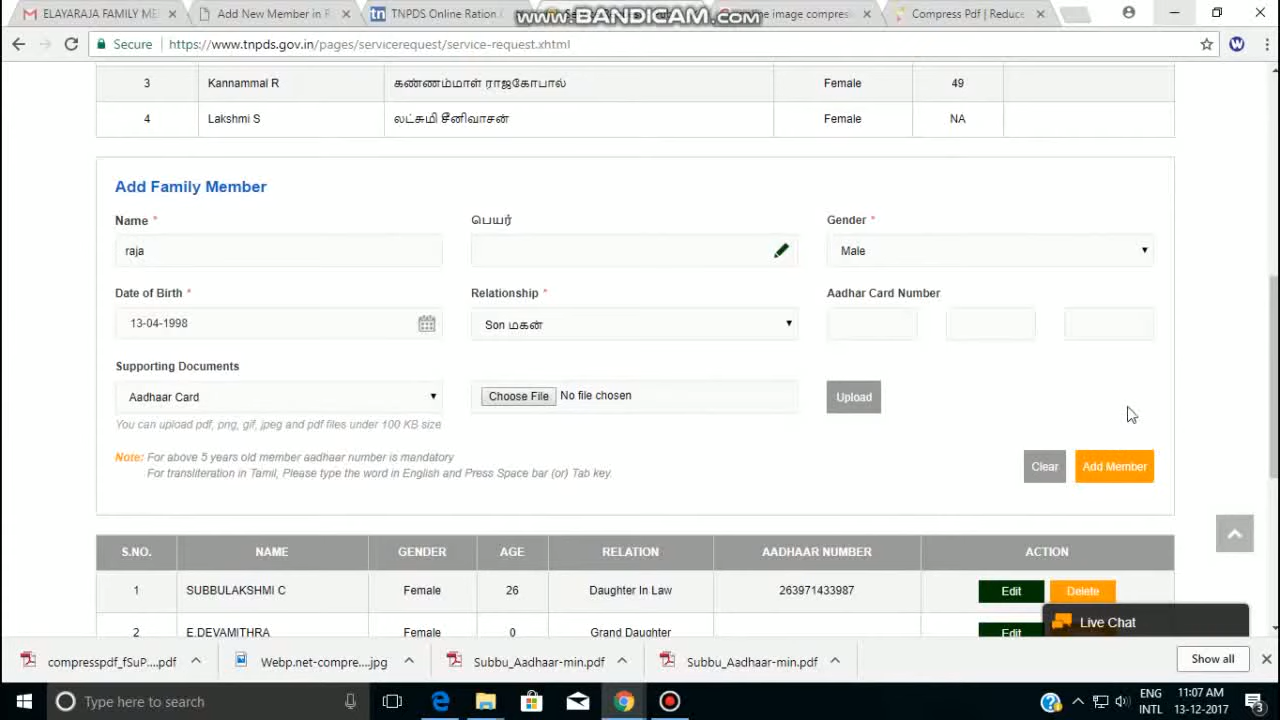 ELAYARAJA FAMILY ME
Add New Member in R
TNPDS Online Ration C
www.BANDICAM.com
image compres
Compress Pdf | Reduce
Secure https://www.tnpds.gov.in/pages/servicerequest/service-request.xhtml
3 Kannammal R கண்ணம்மாள் ராஜகோபால் Female 49
4 Lakshmi S லட்சுமி சீனிவாசன் Female NA
Add Family Member
Name * பெயர் Gender *
raja Male
Date of Birth * Relationship * Aadhar Card Number
13-04-1998 Son மகன்
Supporting Documents
Aadhaar Card Choose File No file chosen Upload
You can upload pdf, png, gif, jpeg and pdf files under 100 KB size
Note: For above 5 years old member aadhaar number is mandatory
For transliteration in Tamil, Please type the word in English and Press Space bar (or) Tab key.
Clear Add Member
S.NO. NAME GENDER AGE RELATION AADHAAR NUMBER ACTION
1 SUBBULAKSHMI C Female 26 Daughter In Law 263971433987 Edit Delete
2 E.DEVAMITHRA Female 0 Grand Daughter Edit
Live Chat
compresspdf_fSuP....pdf Webp.net-compre....jpg Subbu_Aadhaar-min.pdf Subbu_Aadhaar-min.pdf Show all
Type here to search
ENG 11:07 AM
INTL 13-12-2017 3